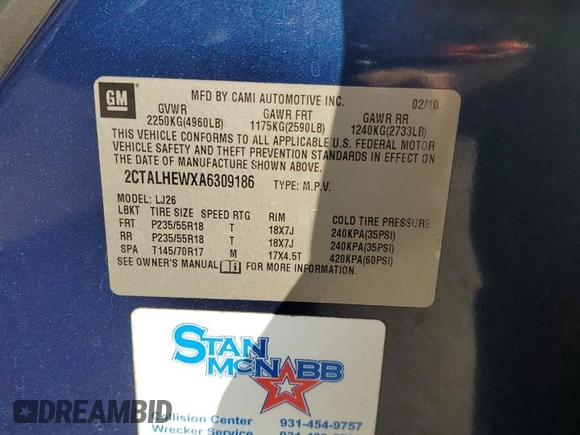 GM
MFD BY CAMI AUTOMOTIVE INC. 02/10
GVWR GAWR FRT GAWR RR
2250KG(4960LB) 1175KG(2590LB) 1240KG(2733LB)
THIS VEHICLE CONFORMS TO ALL APPLICABLE U.S. FEDERAL MOTOR
VEHICLE SAFETY AND THEFT PREVENTION STANDARDS IN EFFECT ON
THE DATE OF MANUFACTURE SHOWN ABOVE.
2CTALHEWXA6309186 TYPE: M.P.V.
MODEL: LJ26
LBKT TIRE SIZE SPEED RTG RIM COLD TIRE PRESSURE
FRT P235/55R18 T 18X7J 240KPA(35PSI)
RR P235/55R18 T 18X7J 240KPA(35PSI)
SPA T145/70R17 M 17X4.5T 420KPA(60PSI)
SEE OWNER'S MANUAL FOR MORE INFORMATION.
STAN
MCNABB
Collision Center 931-454-9757
Wrecker Service
DREAMBID